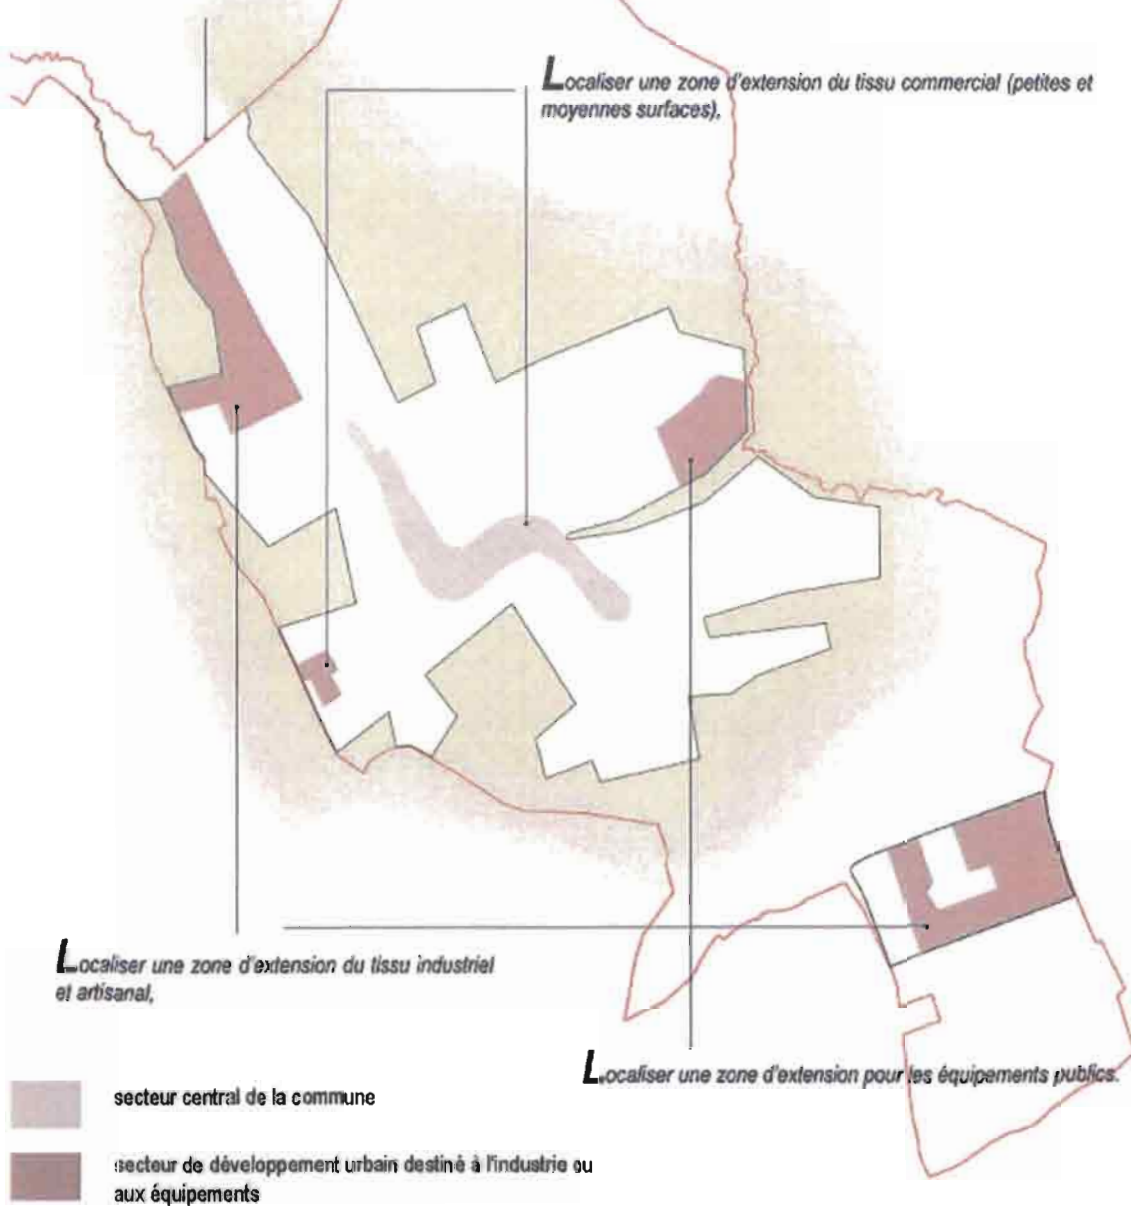 Localiser une zone d'extension du tissu commercial (petites et
moyennes surfaces),
Localiser une zone d'extension du tissu industriel
et artisanal,
Localiser une zone d'extension pour les équipements publics.
secteur central de la commune
secteur de développement urbain destiné à l'industrie ou
aux équipements